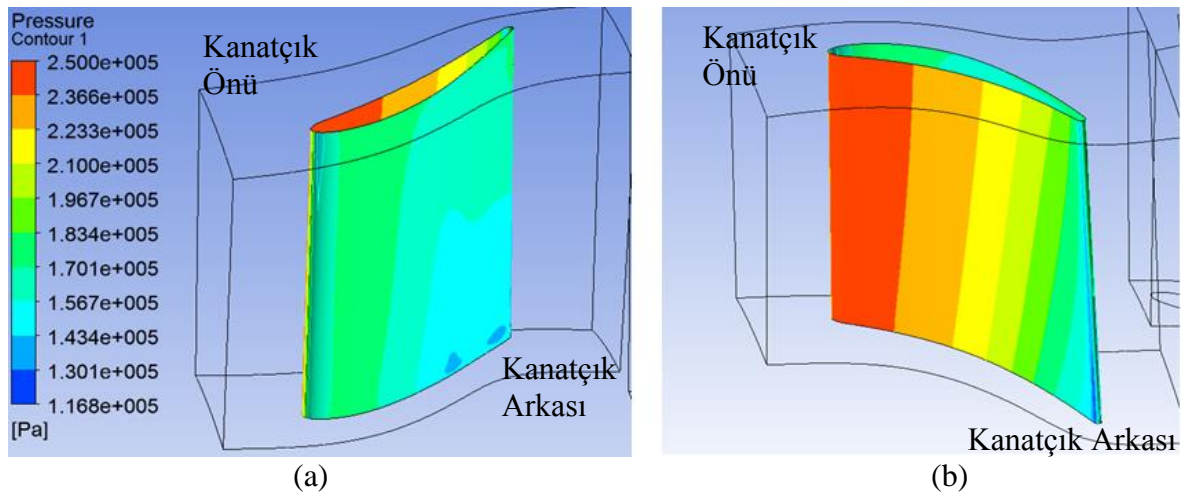 Pressure
Contour 1
2.500e+005
2.366e+005
2.233e+005
2.100e+005
1.967e+005
1.834e+005
1.701e+005
1.567e+005
1.434e+005
1.301e+005
1.168e+005
[Pa]
Kanatçık
Önü
Kanatçık
Arkası
(a)
Kanatçık
Önü
Kanatçık Arkası
(b)